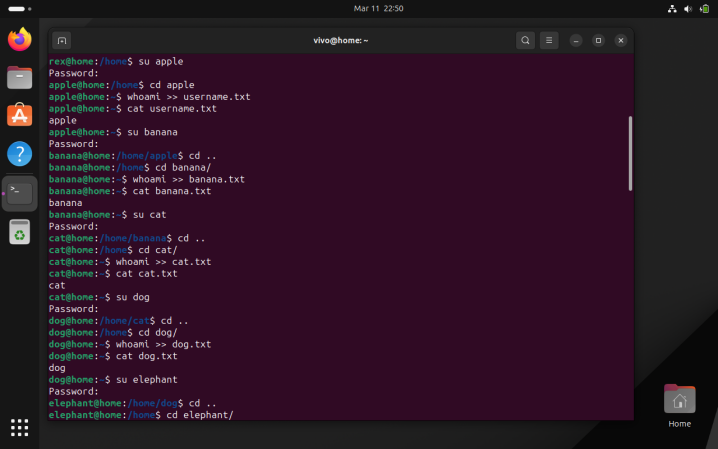 Mar 11 22:50
vivo@home: ~
rex@home:/home$ su apple
Password:
apple@home:/home$ cd apple
apple@home:~$ whoami >> username.txt
apple@home:~$ cat username.txt
apple
apple@home:~$ su banana
Password:
banana@home:/home/apple$ cd ..
banana@home:/home$ cd banana/
banana@home:~$ whoami >> banana.txt
banana@home:~$ cat banana.txt
banana
banana@home:~$ su cat
Password:
cat@home:/home/banana$ cd ..
cat@home:/home$ cd cat/
cat@home:~$ whoami >> cat.txt
cat@home:~$ cat cat.txt
cat
cat@home:~$ su dog
Password:
dog@home:/home/cat$ cd ..
dog@home:/home$ cd dog/
dog@home:~$ whoami >> dog.txt
dog@home:~$ cat dog.txt
dog
dog@home:~$ su elephant
Password:
elephant@home:/home/dog$ cd ..
elephant@home:/home$ cd elephant/
Home